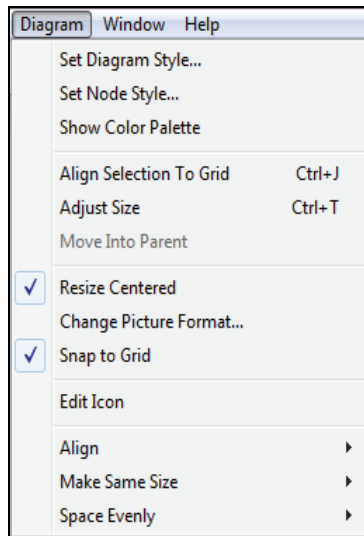 Diagram Window Help
Set Diagram Style...
Set Node Style...
Show Color Palette
Align Selection To Grid Ctrl+J
Adjust Size Ctrl+T
Move Into Parent
Resize Centered
Change Picture Format...
Snap to Grid
Edit Icon
Align
Make Same Size
Space Evenly